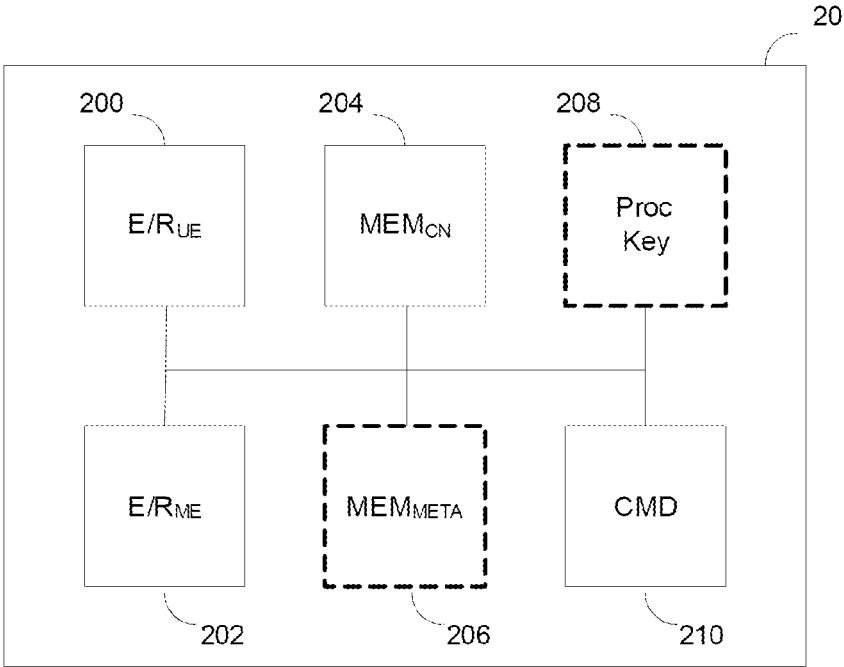 20
200
204
208
E/RUE
MEMCN
Proc
Key
E/RME
MEMMETA
CMD
202
206
210